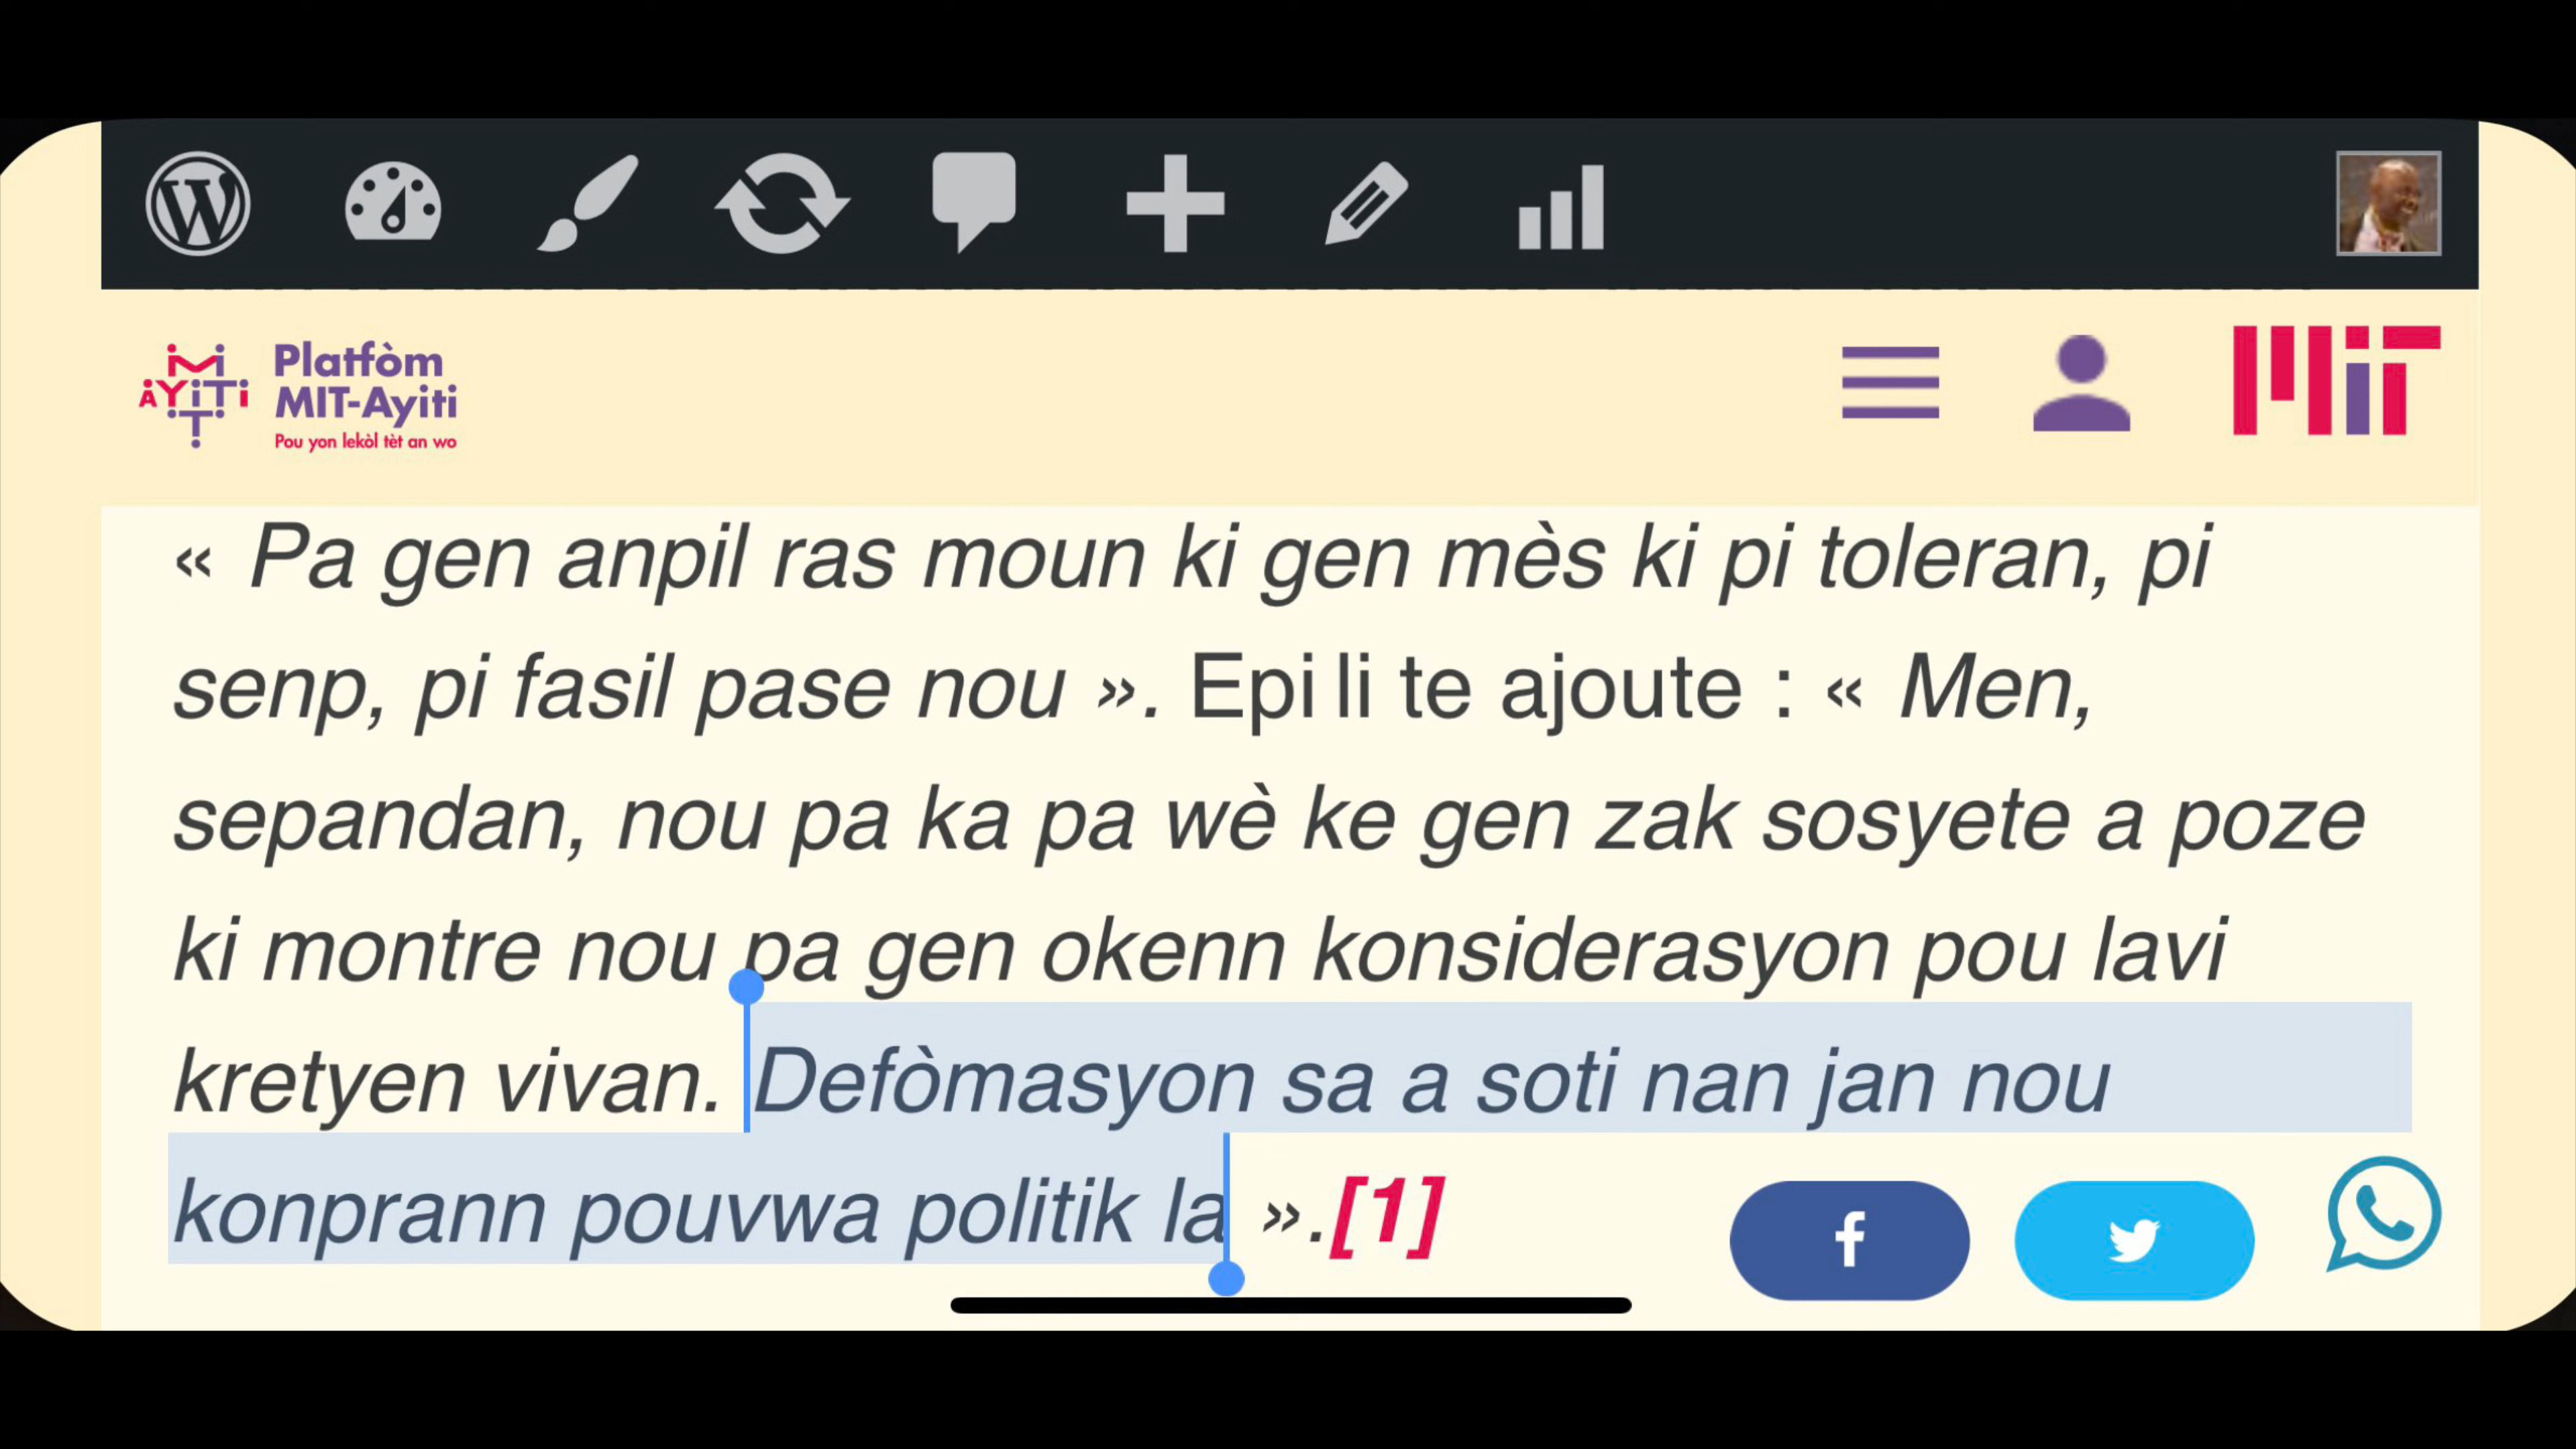 Platfòm
MIT-Ayiti
Pou yon lekòl tèt an wo
MIT
« Pa gen anpil ras moun ki gen mès ki pi toleran, pi
senp, pi fasil pase nou ». Epi li te ajoute : « Men,
sepandan, nou pa ka pa wè ke gen zak sosyete a poze
ki montre nou pa gen okenn konsiderasyon pou lavi
kretyen vivan. Defòmasyon sa a soti nan jan nou
konprann pouvwa politik la ».[1]